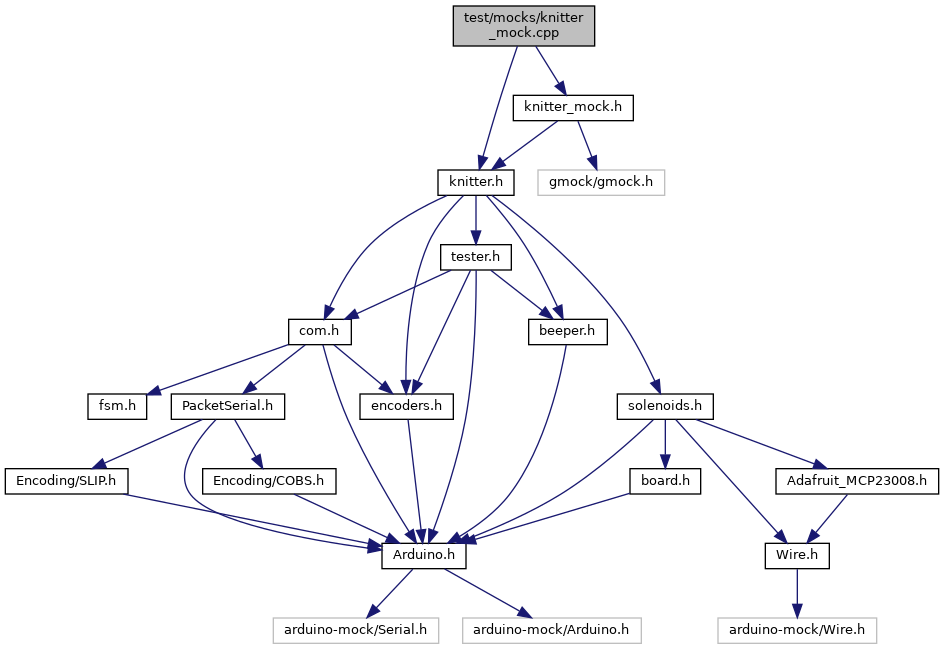 test/mocks/knitter
_mock.cpp
knitter_mock.h
knitter.h
gmock/gmock.h
tester.h
com.h
beeper.h
fsm.h
PacketSerial.h
encoders.h
solenoids.h
Encoding/SLIP.h
Encoding/COBS.h
board.h
Adafruit_MCP23008.h
Arduino.h
Wire.h
arduino-mock/Serial.h
arduino-mock/Arduino.h
arduino-mock/Wire.h